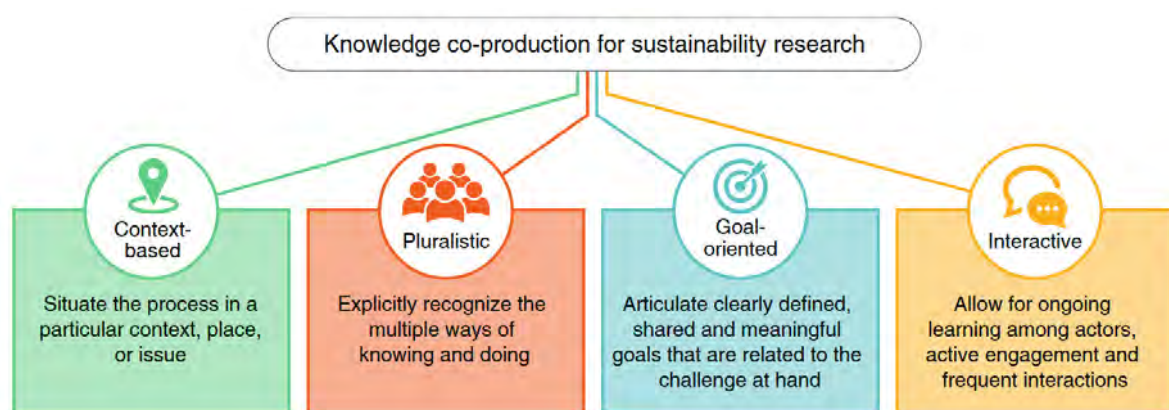 Knowledge co-production for sustainability research
Context-
based
Situate the process in a
particular context, place,
or issue
Pluralistic
Explicitly recognize the
multiple ways of
knowing and doing
Goal-
oriented
Articulate clearly defined,
shared and meaningful
goals that are related to the
challenge at hand
Interactive
Allow for ongoing
learning among actors,
active engagement and
frequent interactions